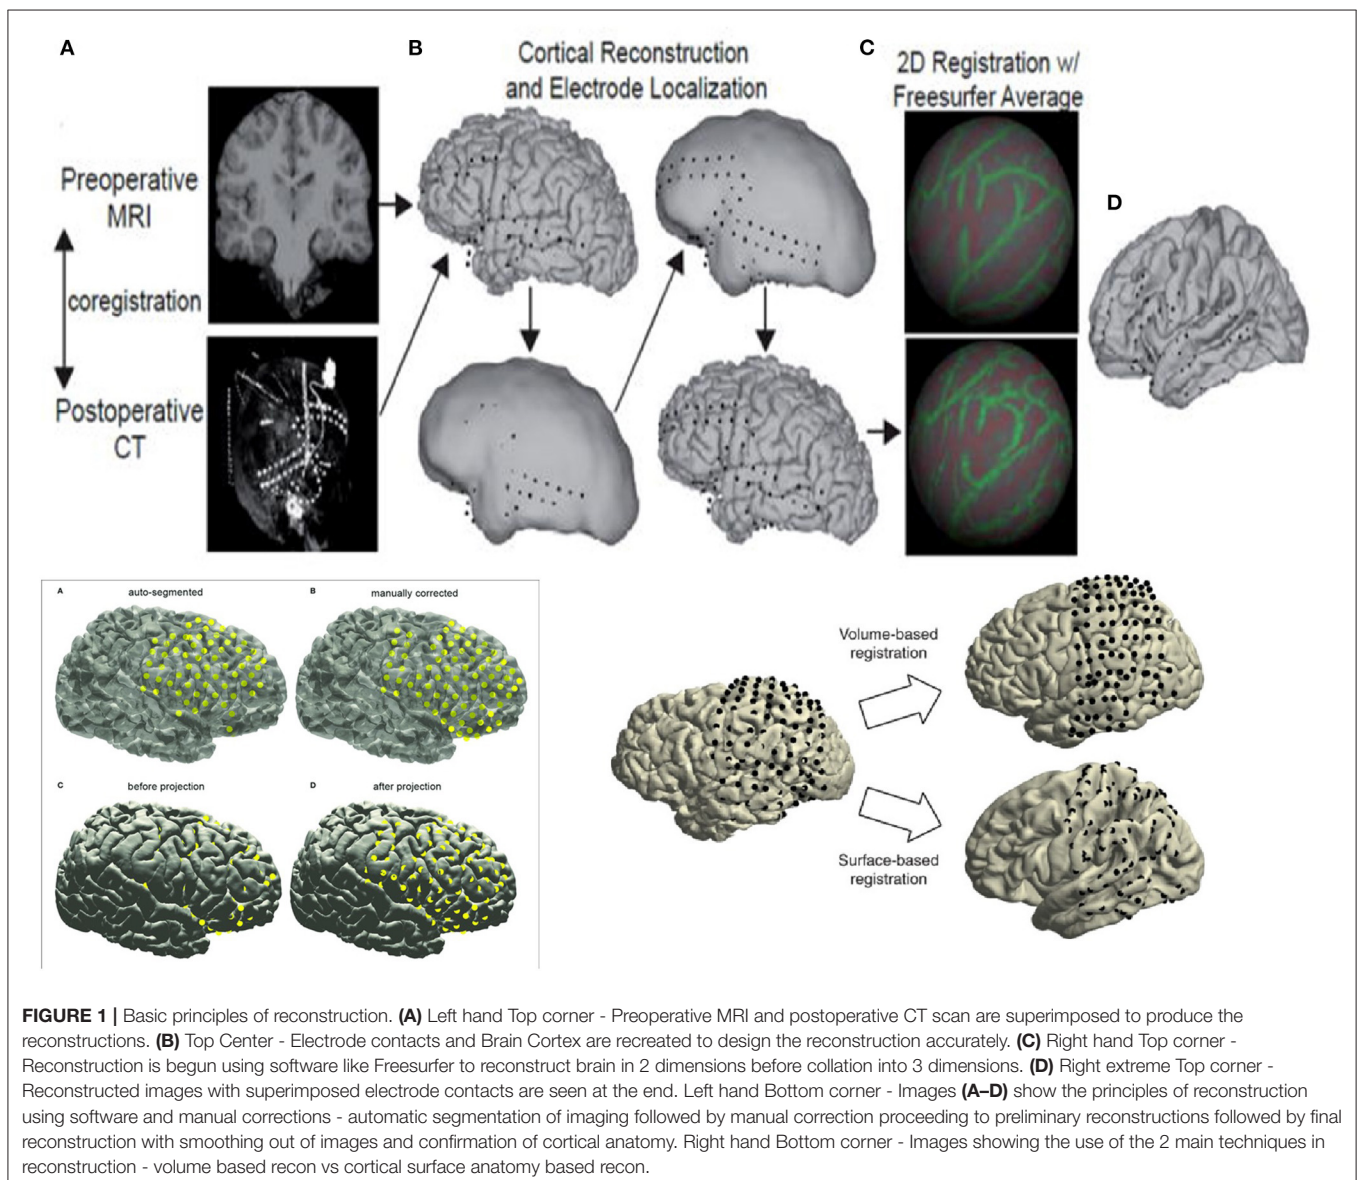 A
B
Cortical Reconstruction
and Electrode Localization
C
2D Registration w/
Freesurfer Average
Preoperative
MRI
coregistration
Postoperative
CT
D
A
auto-segmented
B
manually corrected
C
before projection
D
after projection
Volume-based
registration
Surface-based
registration
FIGURE 1 | Basic principles of reconstruction. (A) Left hand Top corner - Preoperative MRI and postoperative CT scan are superimposed to produce the
reconstructions. (B) Top Center - Electrode contacts and Brain Cortex are recreated to design the reconstruction accurately. (C) Right hand Top corner -
Reconstruction is begun using software like Freesurfer to reconstruct brain in 2 dimensions before collation into 3 dimensions. (D) Right extreme Top corner -
Reconstructed images with superimposed electrode contacts are seen at the end. Left hand Bottom corner - Images (A–D) show the principles of reconstruction
using software and manual corrections - automatic segmentation of imaging followed by manual correction proceeding to preliminary reconstructions followed by final
reconstruction with smoothing out of images and confirmation of cortical anatomy. Right hand Bottom corner - Images showing the use of the 2 main techniques in
reconstruction - volume based recon vs cortical surface anatomy based recon.